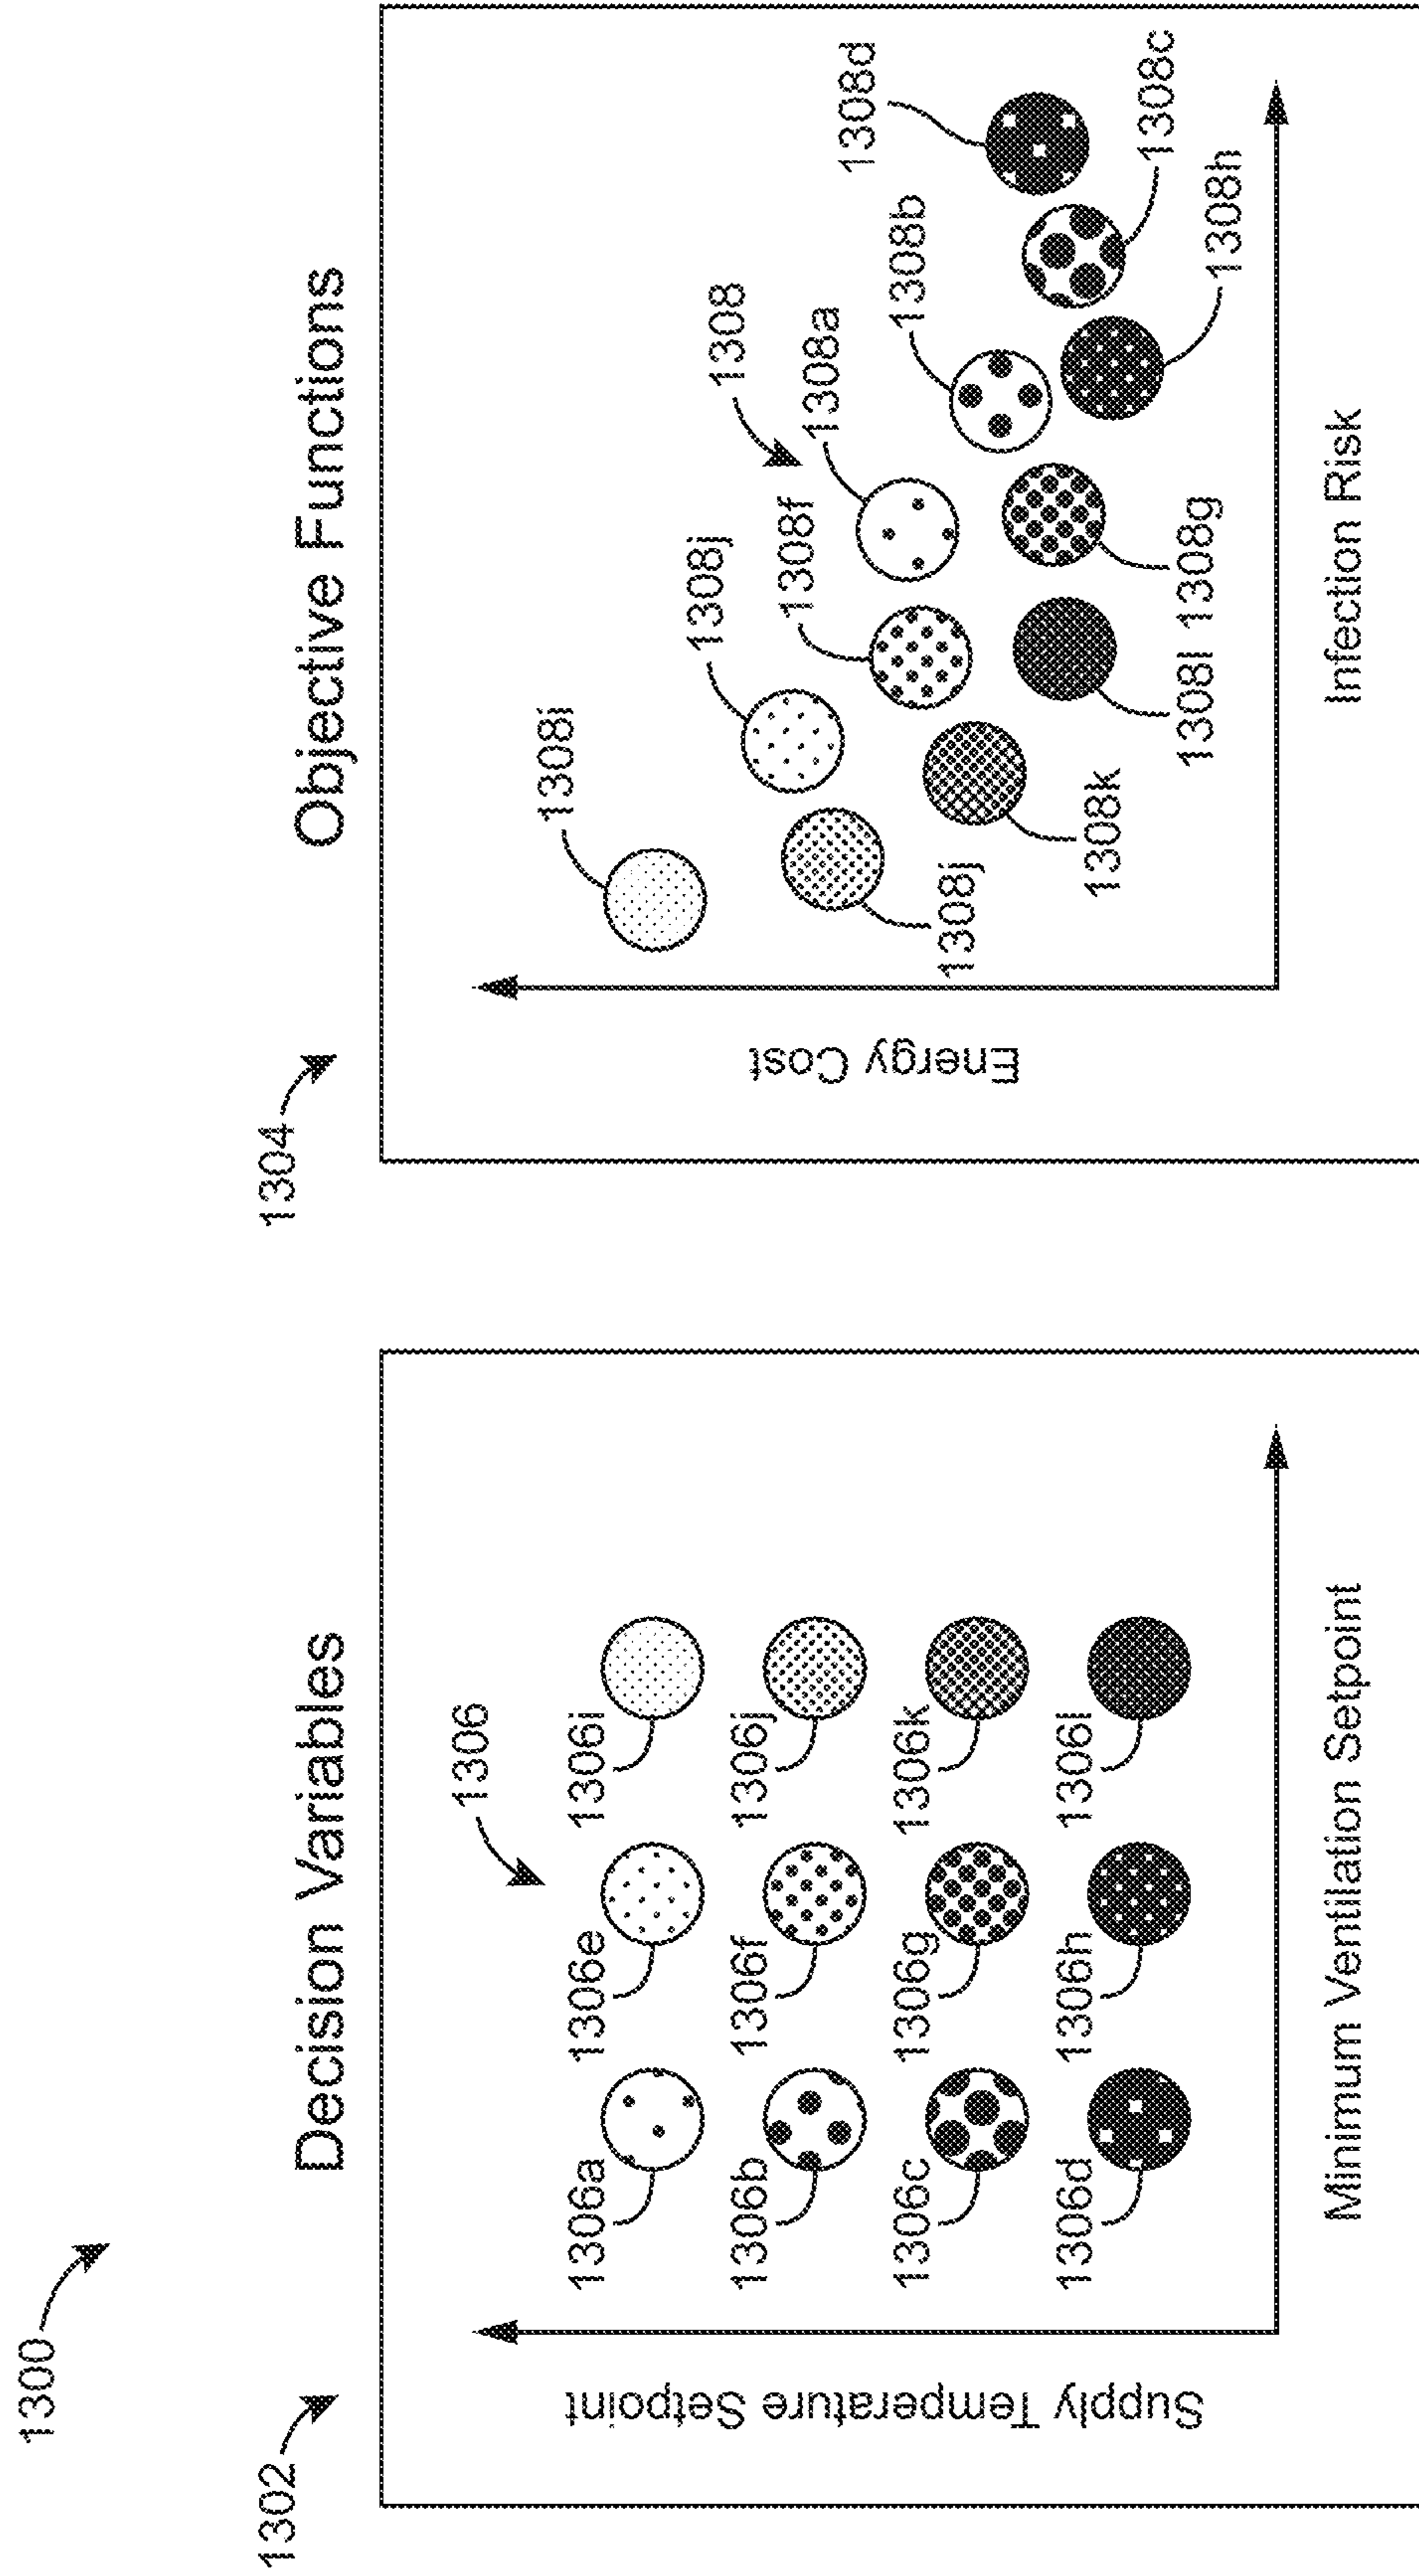 1300
1302
Decision Variables
1306
1306a
1306e
1306i
1306b
1306f
1306j
1306c
1306g
1306k
1306d
1306h
1306l
Supply Temperature Setpoint
Minimum Ventilation Setpoint
1304
Objective Functions
1308i
1308j
1308
1308f
1308a
1308b
1308d
1308j
1308k
1308l
1308g
1308h
1308c
Energy Cost
Infection Risk